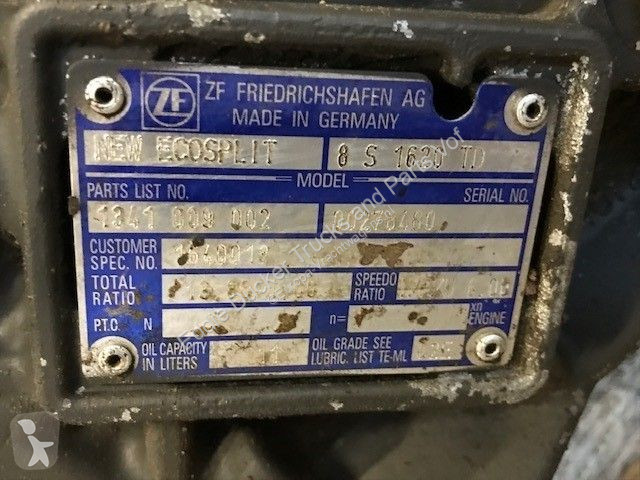 ZF ZF FRIEDRICHSHAFEN AG
MADE IN GERMANY
NEW ECOSPLIT 8 S 1620 TD
MODEL
PARTS LIST NO. SERIAL NO.
1341 009 002 00278480
CUSTOMER
SPEC. NO.
TOTAL
RATIO
SPEEDO
RATIO
P.T.O. N n= xn
ENGINE
OIL CAPACITY
IN LITERS
OIL GRADE SEE
LUBRIC. LIST TE-ML